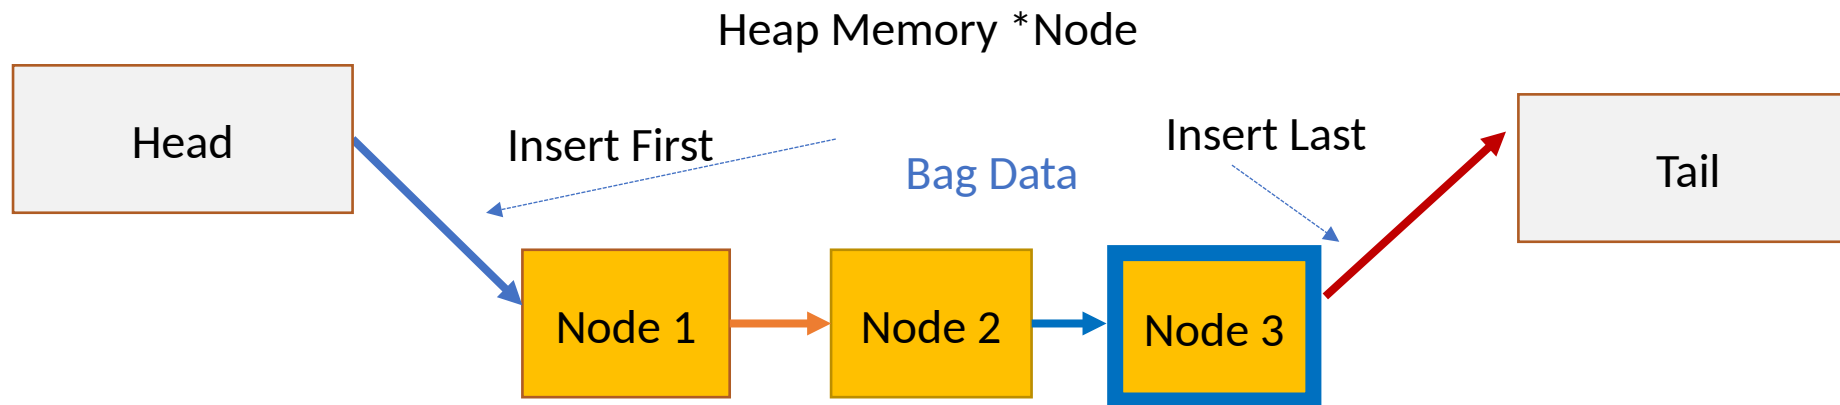 Heap Memory *Node
Head
Insert First
Bag Data
Insert Last
Tail
Node 1
Node 2
Node 3